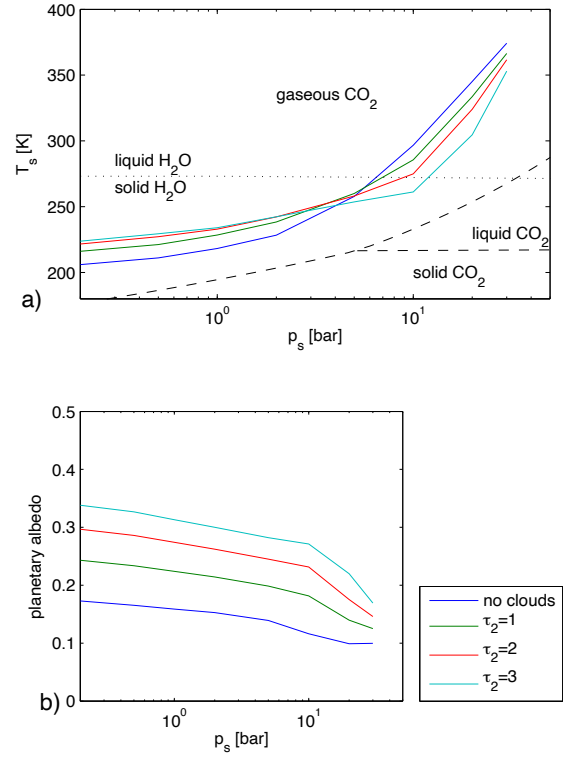 400
350
300
250
200
T_s [K]
gaseous CO_2
liquid H_2O
solid H_2O
liquid CO_2
solid CO_2
a)
10^0
10^1
p_s [bar]
0.5
0.4
0.3
0.2
0.1
0
planetary albedo
b)
10^0
10^1
p_s [bar]
no clouds
τ_2=1
τ_2=2
τ_2=3